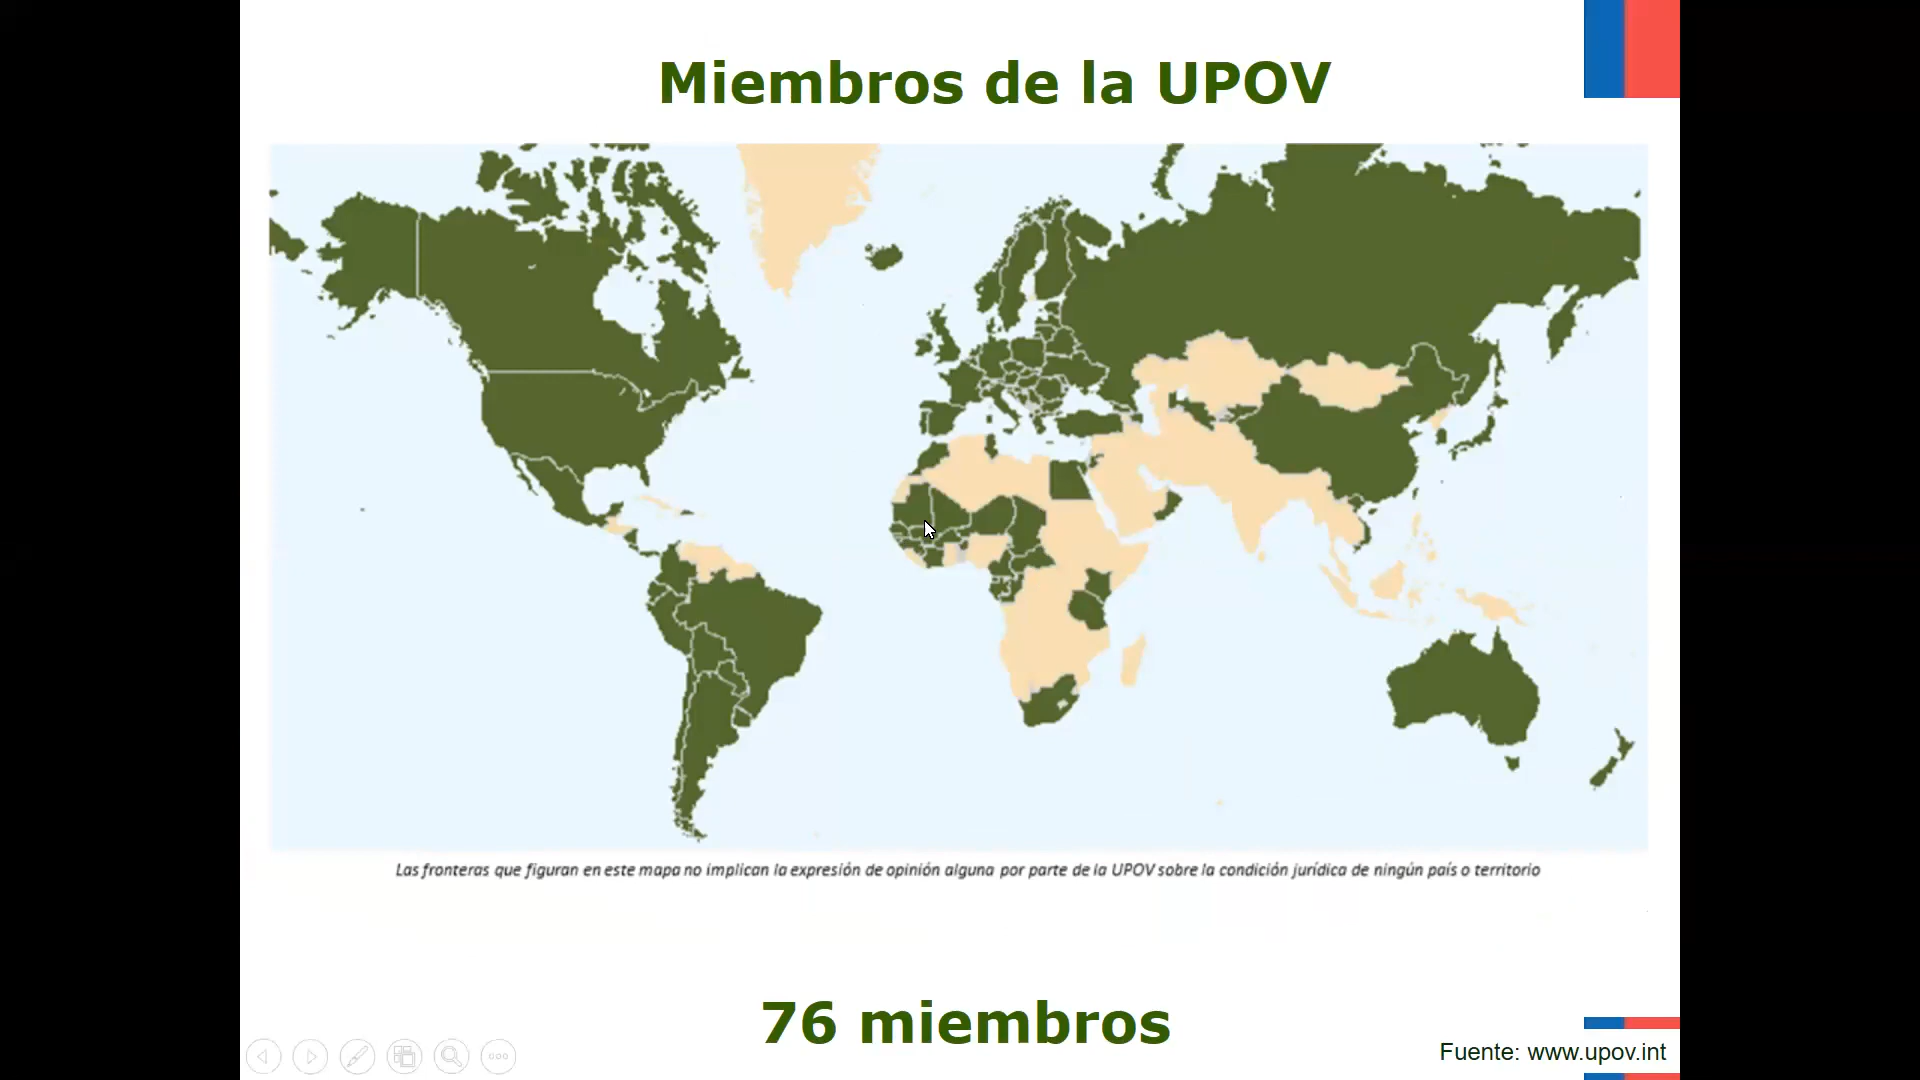 Miembros de la UPOV
Las fronteras que figuran en este mapa no implican la expresión de opinión alguna por parte de la UPOV sobre la condición jurídica de ningún país o territorio
76 miembros
Fuente: www.upov.int